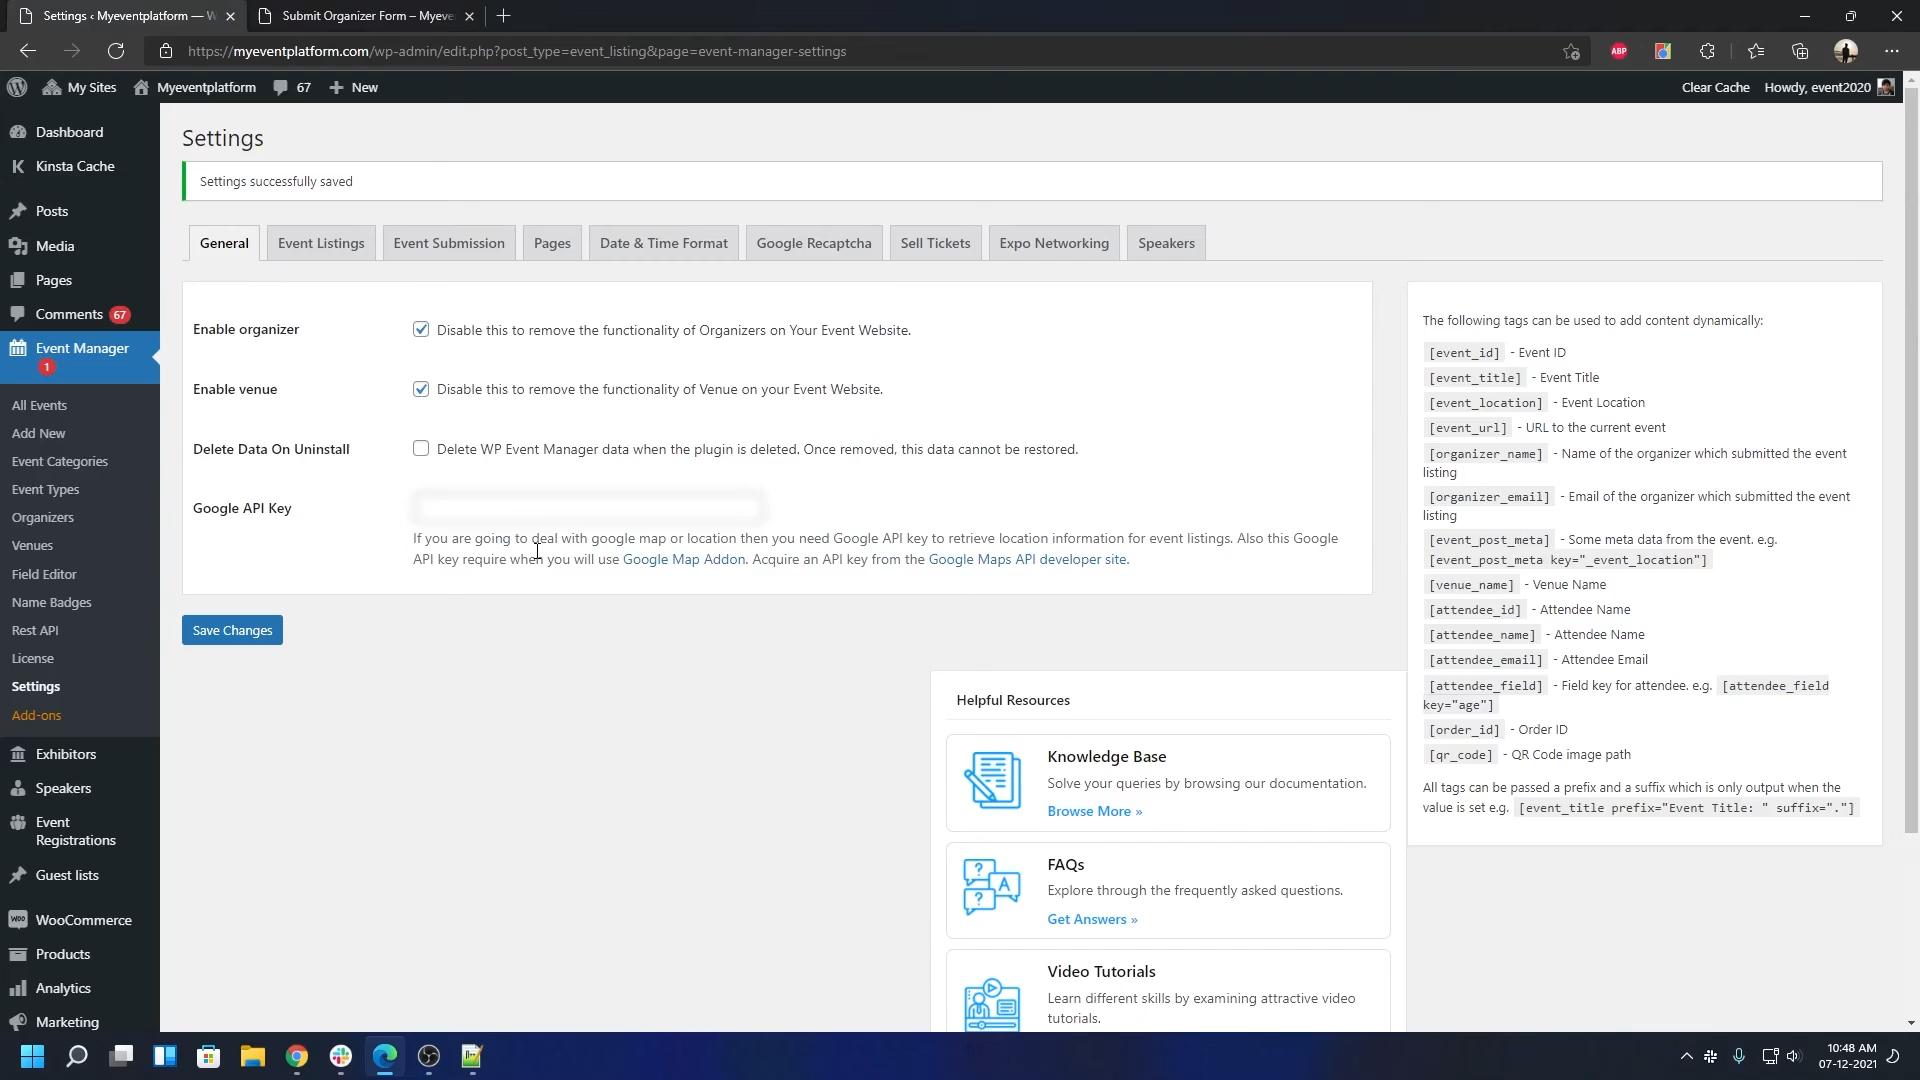 Settings ‹ Myeventplatform — W
Submit Organizer Form – Myeve
https://myeventplatform.com/wp-admin/edit.php?post_type=event_listing&page=event-manager-settings
ABP
My Sites
Myeventplatform
67
New
Clear Cache
Howdy, event2020
Dashboard
Kinsta Cache
Posts
Media
Pages
Comments 67
Event Manager
1
All Events
Add New
Event Categories
Event Types
Organizers
Venues
Field Editor
Name Badges
Rest API
License
Settings
Add-ons
Exhibitors
Speakers
Event
Registrations
Guest lists
WooCommerce
Products
Analytics
Marketing
Settings
Settings successfully saved
General
Event Listings
Event Submission
Pages
Date & Time Format
Google Recaptcha
Sell Tickets
Expo Networking
Speakers
Enable organizer
Disable this to remove the functionality of Organizers on Your Event Website.
Enable venue
Disable this to remove the functionality of Venue on your Event Website.
Delete Data On Uninstall
Delete WP Event Manager data when the plugin is deleted. Once removed, this data cannot be restored.
Google API Key
If you are going to deal with google map or location then you need Google API key to retrieve location information for event listings. Also this Google
API key require when you will use Google Map Addon. Acquire an API key from the Google Maps API developer site.
Save Changes
Helpful Resources
Knowledge Base
Solve your queries by browsing our documentation.
Browse More »
FAQs
Explore through the frequently asked questions.
Get Answers »
Video Tutorials
Learn different skills by examining attractive video
tutorials.
The following tags can be used to add content dynamically:
[event_id] - Event ID
[event_title] - Event Title
[event_location] - Event Location
[event_url] - URL to the current event
[organizer_name] - Name of the organizer which submitted the event
listing
[organizer_email] - Email of the organizer which submitted the event
listing
[event_post_meta] - Some meta data from the event. e.g.
[event_post_meta key="_event_location"]
[venue_name] - Venue Name
[attendee_id] - Attendee Name
[attendee_name] - Attendee Name
[attendee_email] - Attendee Email
[attendee_field] - Field key for attendee. e.g. [attendee_field
key="age"]
[order_id] - Order ID
[qr_code] - QR Code image path
All tags can be passed a prefix and a suffix which is only output when the
value is set e.g. [event_title prefix="Event Title: " suffix="."]
10:48 AM
07-12-2021